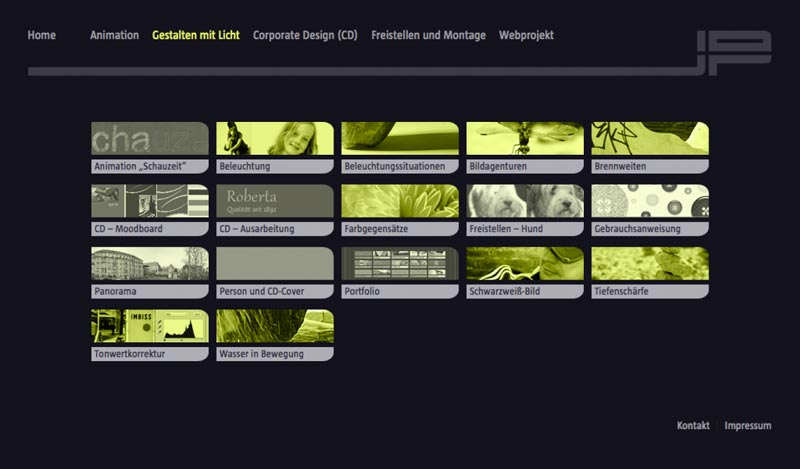 Home Animation Gestalten mit Licht Corporate Design (CD) Freistellen und Montage Webprojekt
JP
chauze
Animation „Schauzeit" Beleuchtung Beleuchtungssituationen Bildagenturen Brennweiten
Roberta
Qualität seit 1892
CD – Moodboard CD – Ausarbeitung Farbgegensätze Freistellen – Hund Gebrauchsanweisung
Panorama Person und CD-Cover Portfolio Schwarzweiß-Bild Tiefenschärfe
IMBISS
Tonwertkorrektur Wasser in Bewegung
Kontakt Impressum